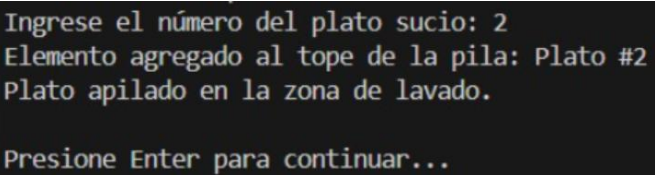 Ingrese el número del plato sucio: 2
Elemento agregado al tope de la pila: Plato #2
Plato apilado en la zona de lavado.
Presione Enter para continuar...